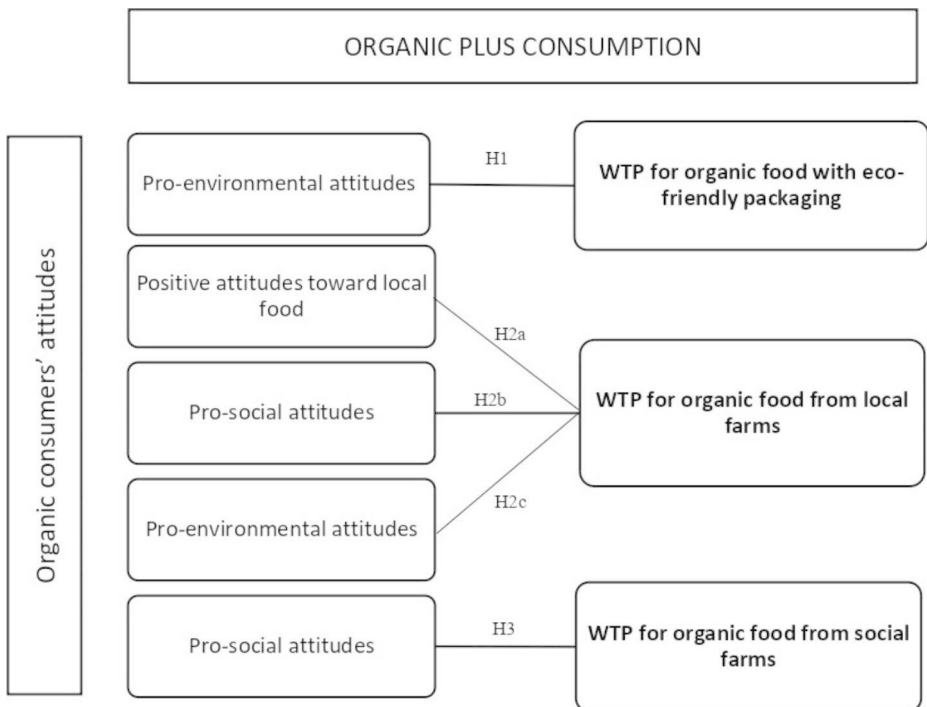 ORGANIC PLUS CONSUMPTION
Organic consumers’ attitudes
Pro-environmental attitudes
H1
WTP for organic food with eco-
friendly packaging
Positive attitudes toward local
food
H2a
Pro-social attitudes
H2b
WTP for organic food from local
farms
H2c
Pro-environmental attitudes
Pro-social attitudes
H3
WTP for organic food from social
farms